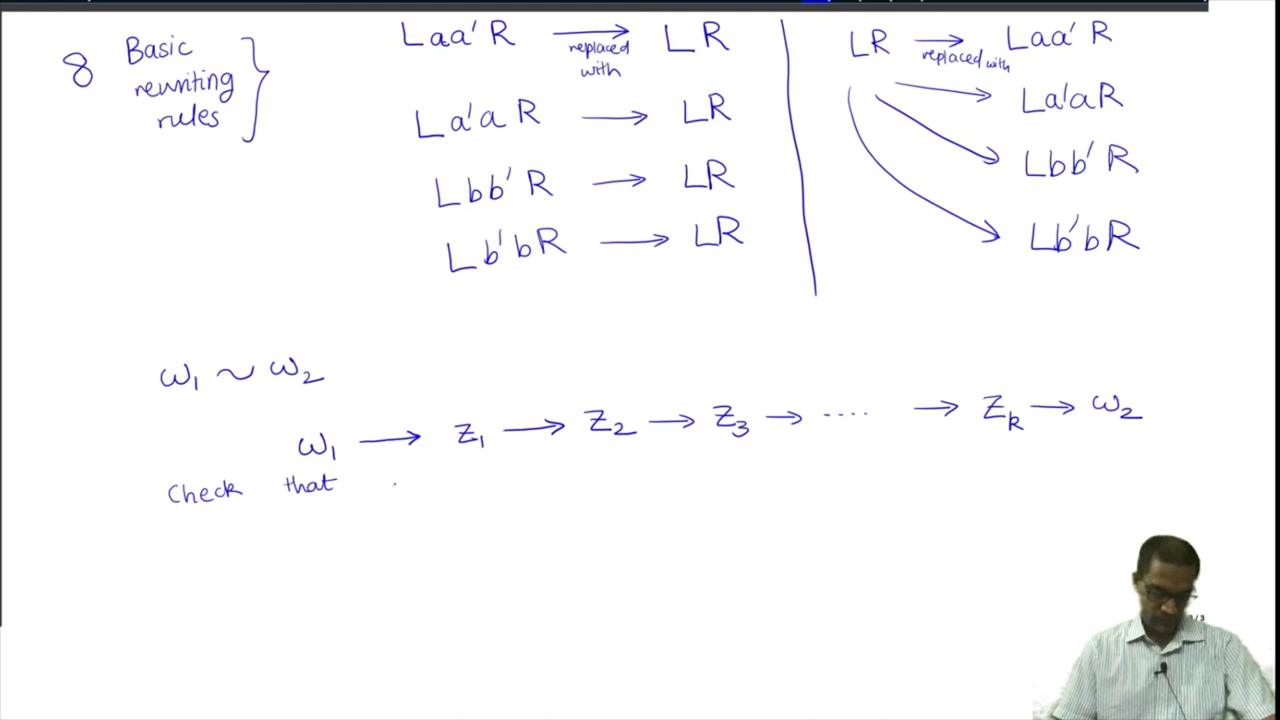 8 Basic rewriting rules }
Laa'R → replaced with LR
La'aR → LR
Lbb'R → LR
Lb'bR → LR
LR → replaced with Laa'R
La'aR
Lbb'R
Lb'bR
ω₁ ~ ω₂
ω₁ → Z₁ → Z₂ → Z₃ → .... → Zₖ → ω₂
Check that